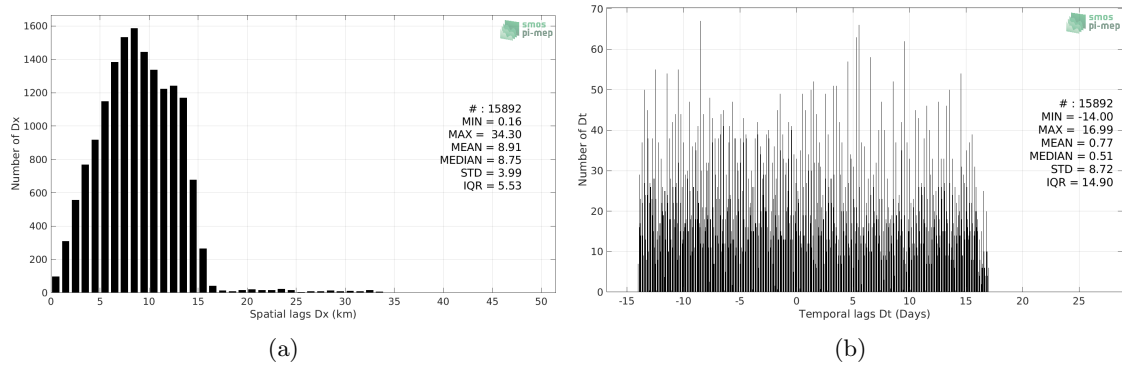 1600
1400
1200
1000
800
600
400
200
0
Number of Dx
smos
pi-mep
# : 15892
MIN = 0.16
MAX = 34.30
MEAN = 8.91
MEDIAN = 8.75
STD = 3.99
IQR = 5.53
0 5 10 15 20 25 30 35 40 45 50
Spatial lags Dx (km)
(a)
70
60
50
40
30
20
10
0
Number of Dt
smos
pi-mep
# : 15892
MIN = -14.00
MAX = 16.99
MEAN = 0.77
MEDIAN = 0.51
STD = 8.72
IQR = 14.90
-15 -10 -5 0 5 10 15 20 25
Temporal lags Dt (Days)
(b)